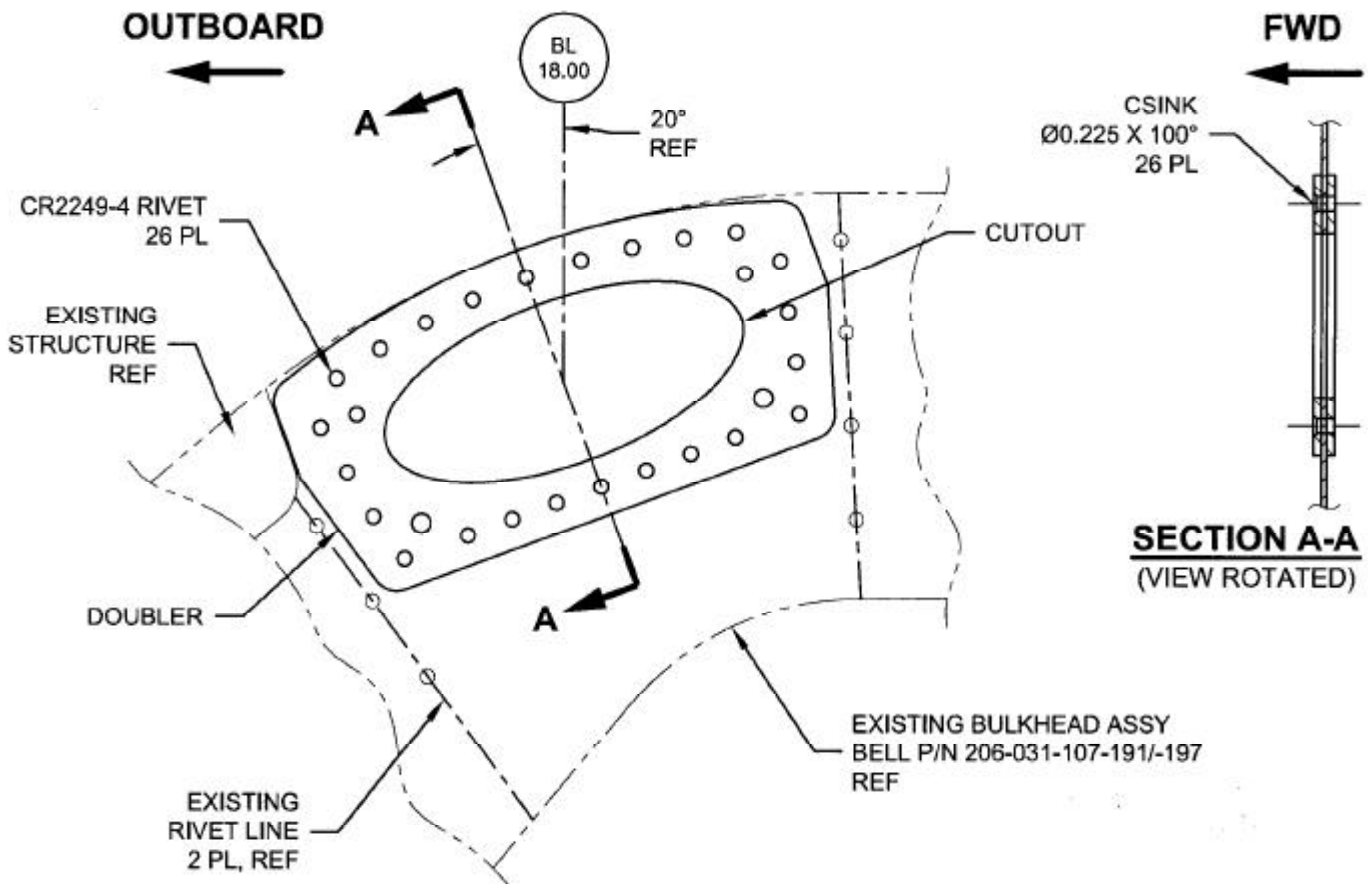 OUTBOARD
BL
18.00
FWD
A
20°
REF
CSINK
Ø0.225 X 100°
26 PL
CR2249-4 RIVET
26 PL
CUTOUT
EXISTING
STRUCTURE
REF
SECTION A-A
(VIEW ROTATED)
DOUBLER
A
EXISTING BULKHEAD ASSY
BELL P/N 206-031-107-191/-197
REF
EXISTING
RIVET LINE
2 PL, REF